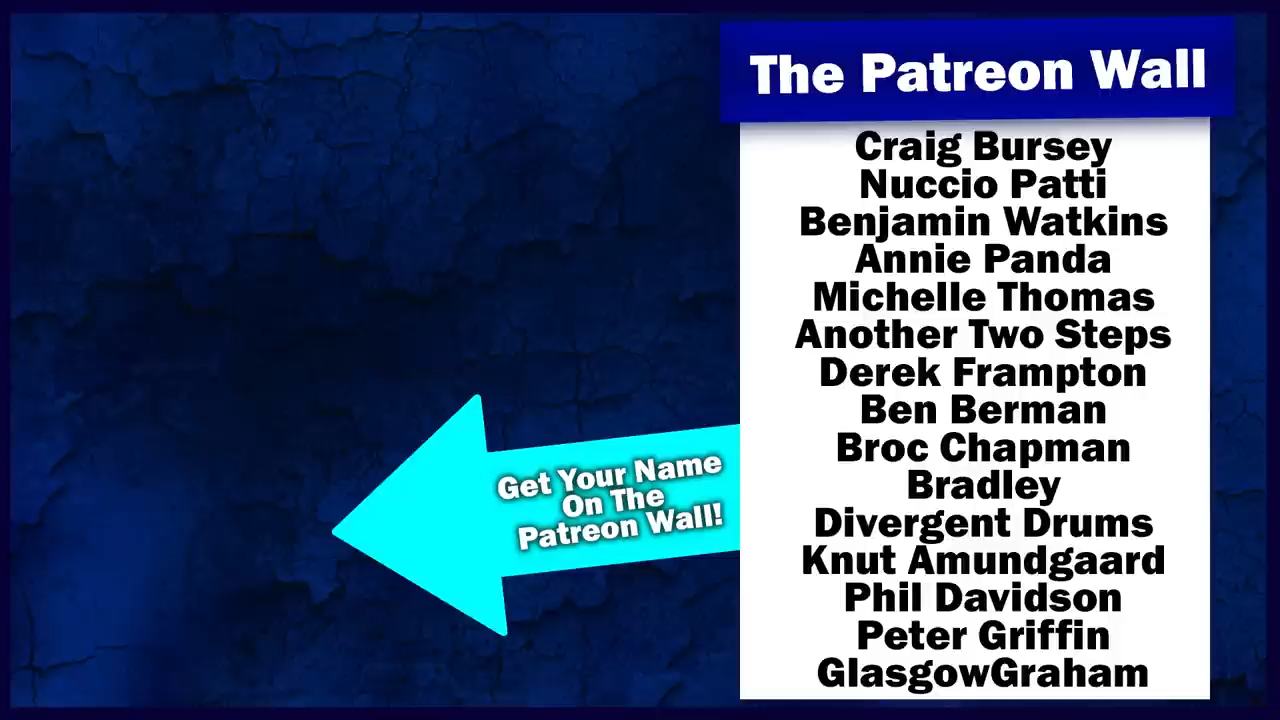 The Patreon Wall
Craig Bursey
Nuccio Patti
Benjamin Watkins
Annie Panda
Michelle Thomas
Another Two Steps
Derek Frampton
Ben Berman
Broc Chapman
Bradley
Divergent Drums
Knut Amundgaard
Phil Davidson
Peter Griffin
GlasgowGraham
Get Your Name
On The
Patreon Wall!